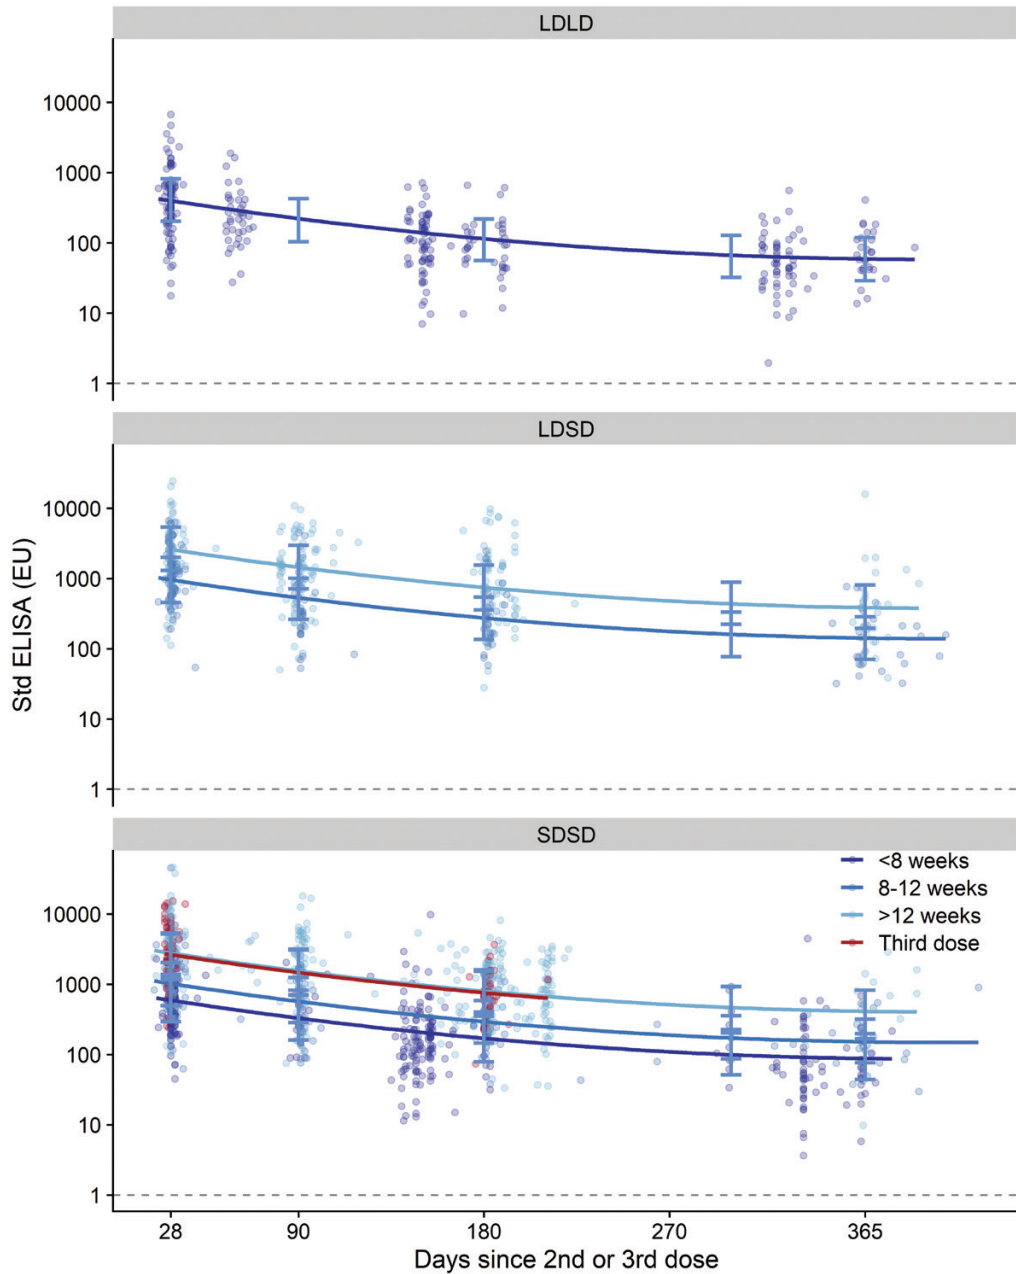 LDLD
10000
1000
100
10
1
LDSD
10000
1000
100
10
1
Std ELISA (EU)
SDSD
<8 weeks
8-12 weeks
>12 weeks
Third dose
10000
1000
100
10
1
28 90 180 270 365
Days since 2nd or 3rd dose